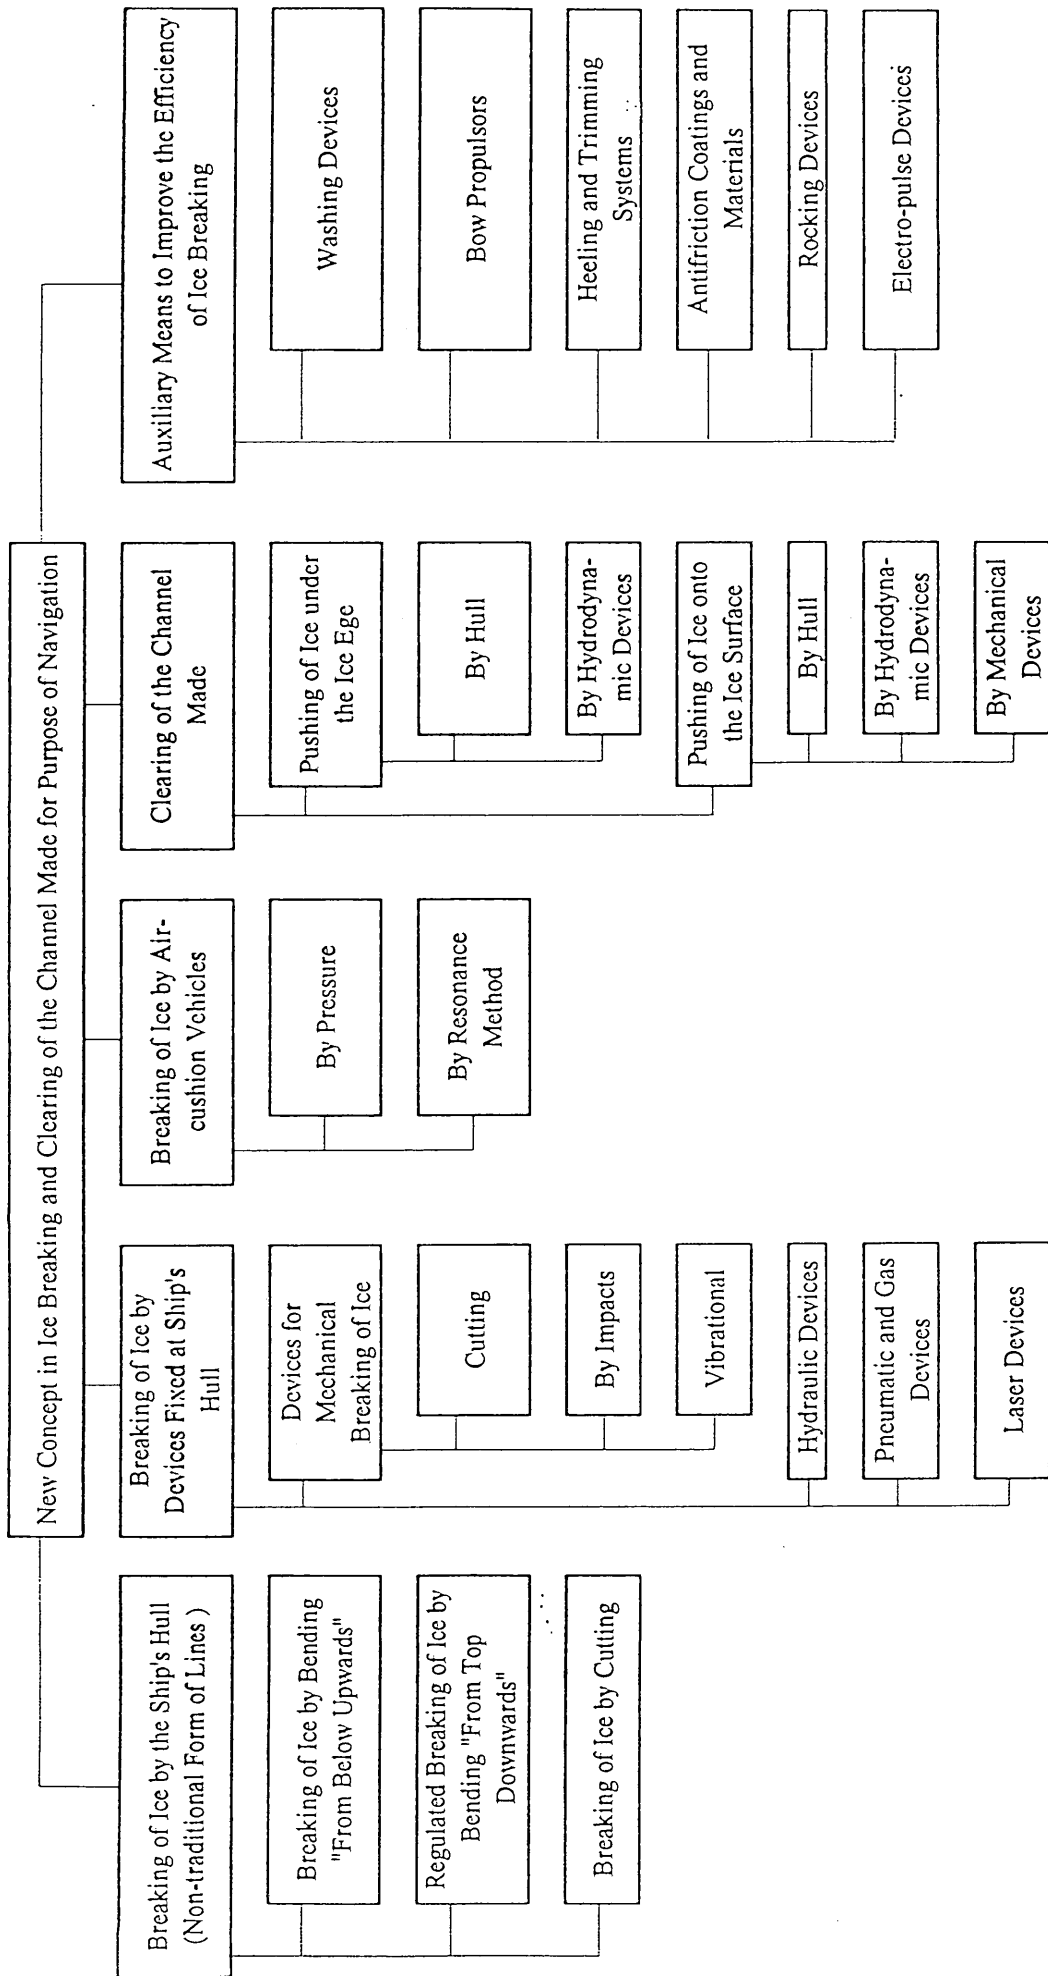 New Concept in Ice Breaking and Clearing of the Channel Made for Purpose of Navigation
Breaking of Ice by the Ship's Hull
(Non-traditional Form of Lines )
Breaking of Ice by Bending
"From Below Upwards"
Regulated Breaking of Ice by
Bending "From Top
Downwards"
Breaking of Ice by Cutting
Breaking of Ice by
Devices Fixed at Ship's
Hull
Devices for
Mechanical
Breaking of Ice
Cutting
By Impacts
Vibrational
Hydraulic Devices
Pneumatic and Gas
Devices
Laser Devices
Breaking of Ice by Air-
cushion Vehicles
By Pressure
By Resonance
Method
Clearing of the Channel
Made
Pushing of Ice under
the Ice Ege
By Hull
By Hydrodyna-
mic Devices
Pushing of Ice onto
the Ice Surface
By Hull
By Hydrodyna-
mic Devices
By Mechanical
Devices
Auxiliary Means to Improve the Efficiency
of Ice Breaking
Washing Devices
Bow Propulsors
Heeling and Trimming
Systems
Antifriction Coatings and
Materials
Rocking Devices
Electro-pulse Devices